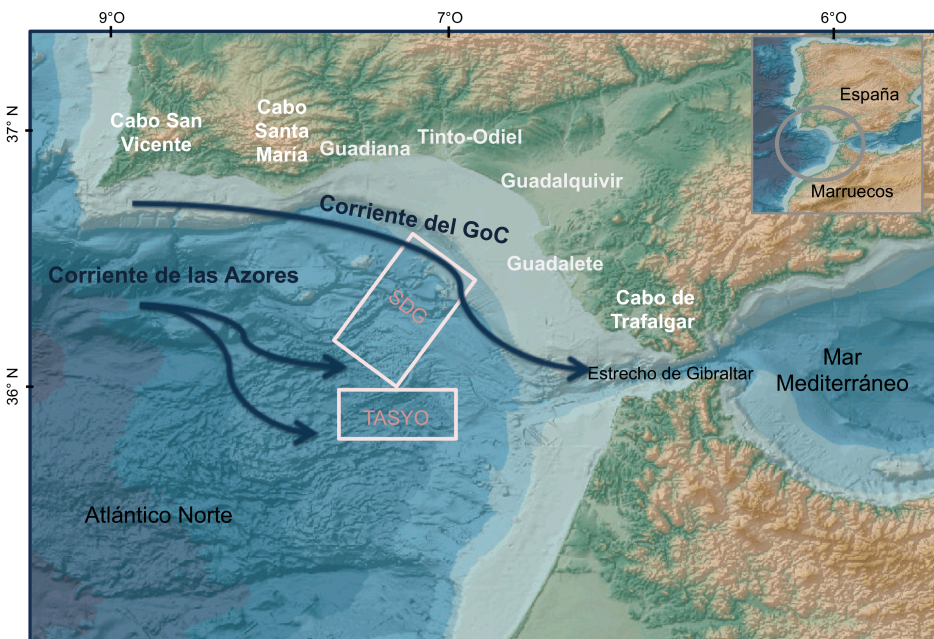 9°O
7°O
6°O
37° N
36° N
España
Marruecos
Cabo San
Vicente
Cabo
Santa
María
Guadiana
Tinto-Odiel
Guadalquivir
Corriente del GoC
Guadalete
Corriente de las Azores
SDG
Cabo de
Trafalgar
Estrecho de Gibraltar
Mar
Mediterráneo
TASYO
Atlántico Norte